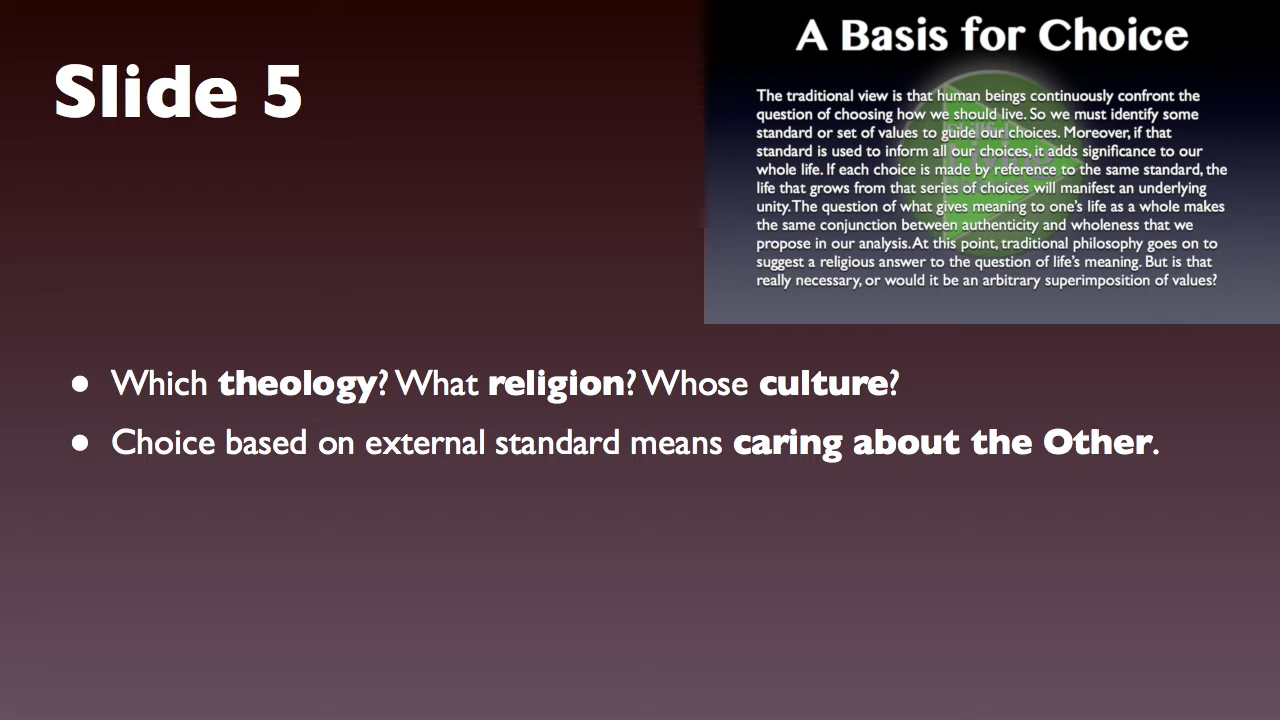 Slide 5
A Basis for Choice
The traditional view is that human beings continuously confront the
question of choosing how we should live. So we must identify some
standard or set of values to guide our choices. Moreover, if that
standard is used to inform all our choices, it adds significance to our
whole life. If each choice is made by reference to the same standard, the
life that grows from that series of choices will manifest an underlying
unity. The question of what gives meaning to one's life as a whole makes
the same conjunction between authenticity and wholeness that we
propose in our analysis. At this point, traditional philosophy goes on to
suggest a religious answer to the question of life's meaning. But is that
really necessary, or would it be an arbitrary superimposition of values?
● Which theology? What religion? Whose culture?
● Choice based on external standard means caring about the Other.